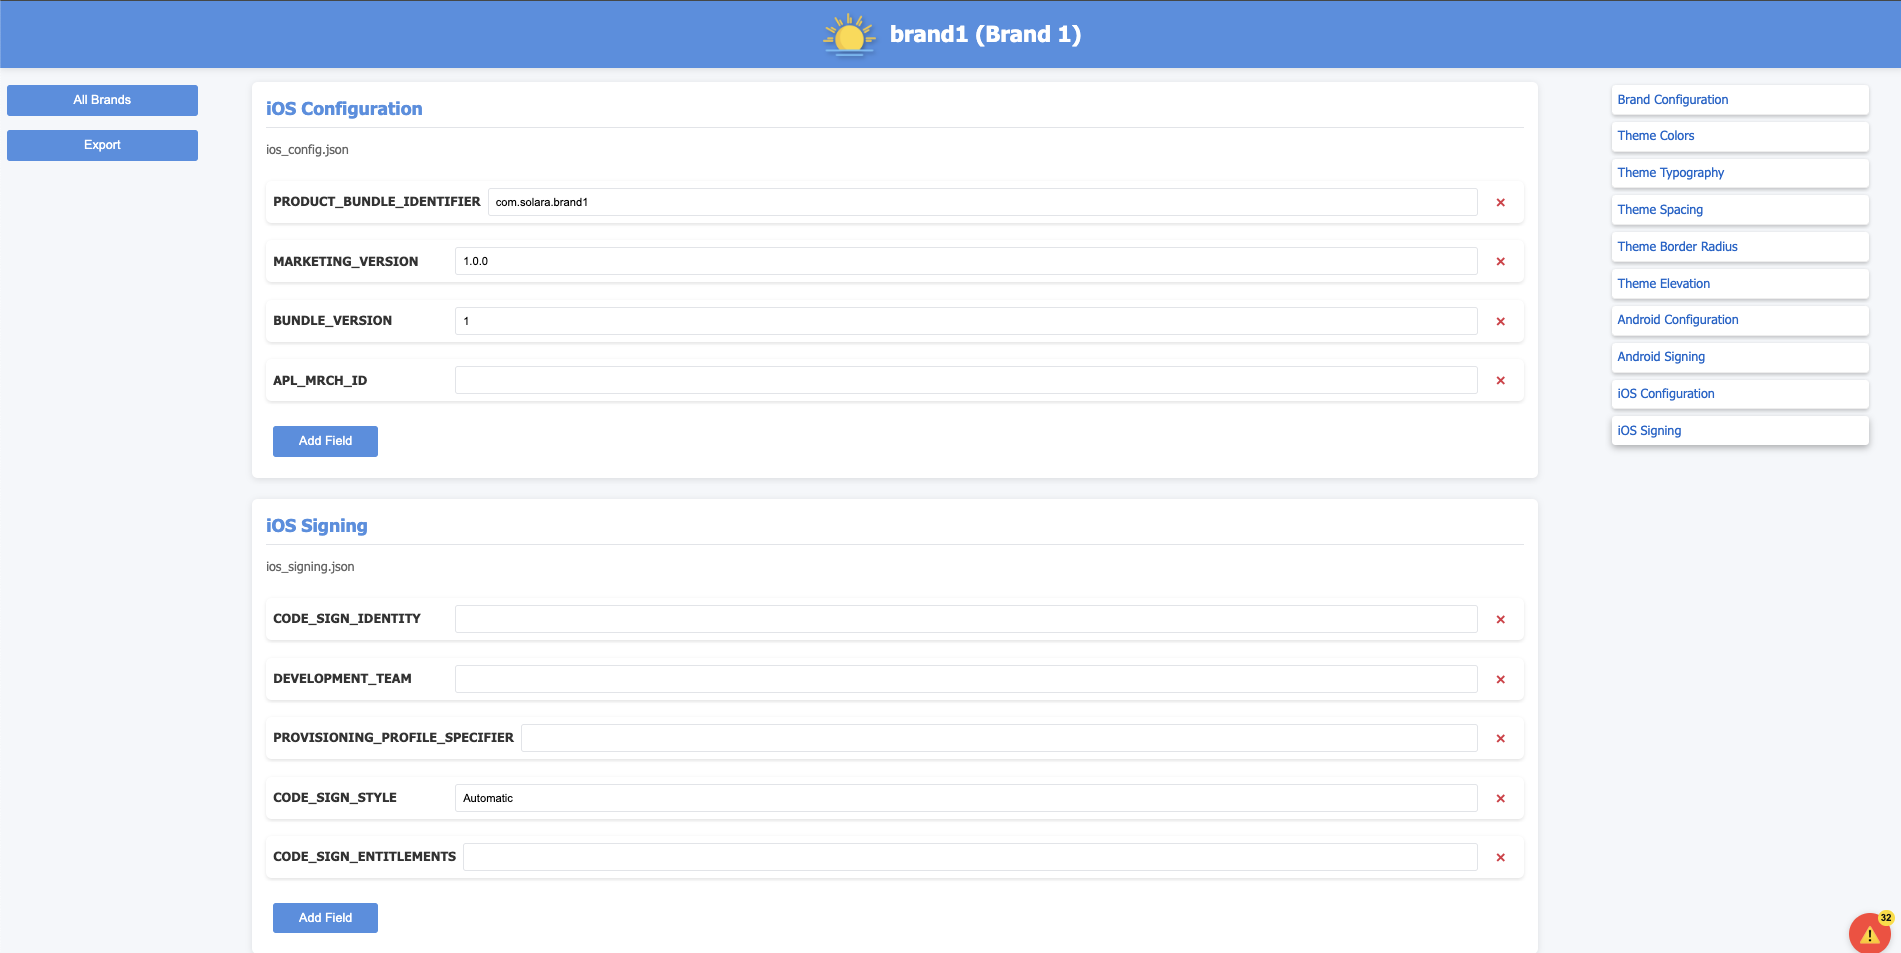 brand1 (Brand 1)
All Brands
Export
iOS Configuration
ios_config.json
PRODUCT_BUNDLE_IDENTIFIER com.solara.brand1 ×
MARKETING_VERSION 1.0.0 ×
BUNDLE_VERSION 1 ×
APL_MRCH_ID ×
Add Field
iOS Signing
ios_signing.json
CODE_SIGN_IDENTITY ×
DEVELOPMENT_TEAM ×
PROVISIONING_PROFILE_SPECIFIER ×
CODE_SIGN_STYLE Automatic ×
CODE_SIGN_ENTITLEMENTS ×
Add Field
Brand Configuration
Theme Colors
Theme Typography
Theme Spacing
Theme Border Radius
Theme Elevation
Android Configuration
Android Signing
iOS Configuration
iOS Signing
32